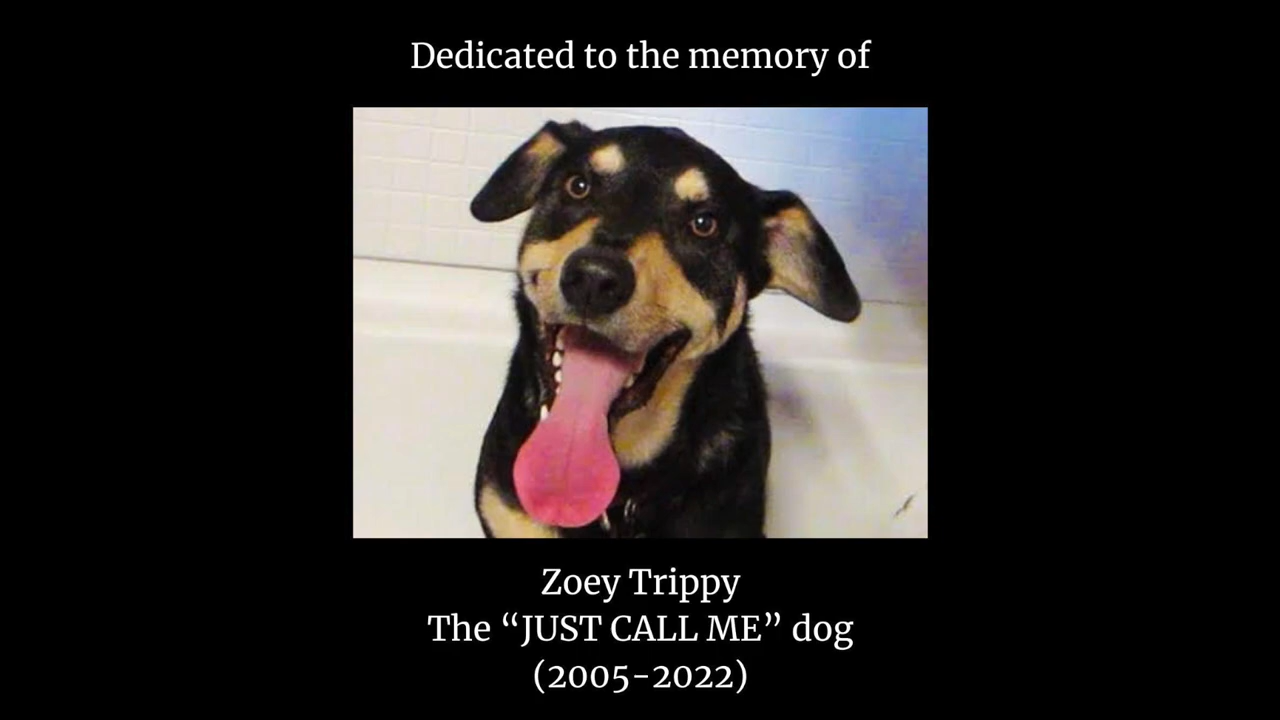 Dedicated to the memory of
Zoey Trippy
The “JUST CALL ME” dog
(2005-2022)